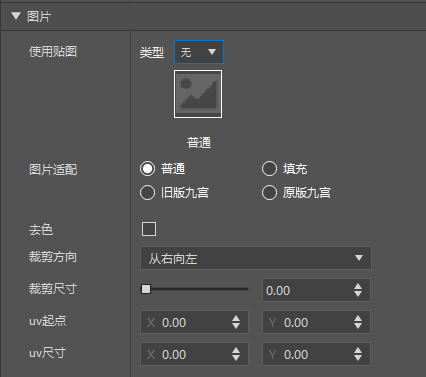 图片
使用贴图 类型 无
普通
图片适配 普通 填充
旧版九宫 原版九宫
去色
裁剪方向 从右向左
裁剪尺寸 0.00
uv起点 X 0.00 Y 0.00
uv尺寸 X 0.00 Y 0.00